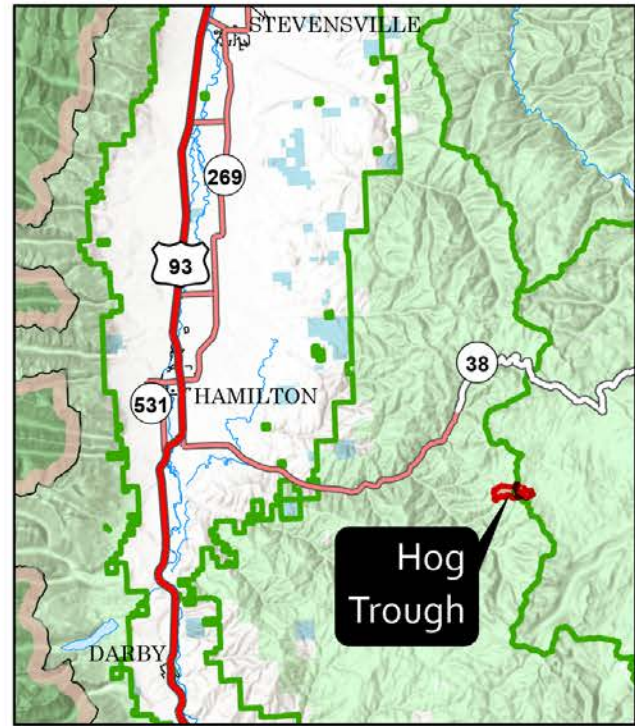 STEVENSVILLE
269
93
38
531
HAMILTON
Hog
Trough
DARBY